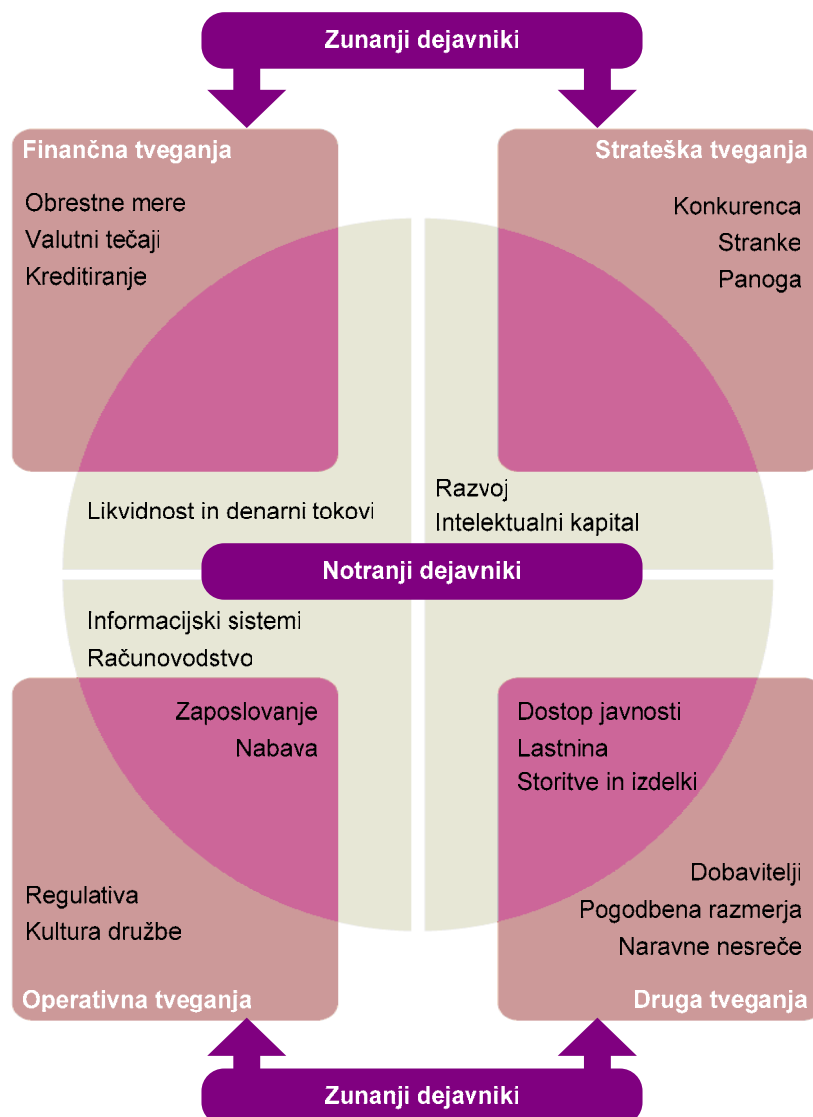 Zunanji dejavniki
Finančna tveganja
Obrestne mere
Valutni tečaji
Kreditiranje
Strateška tveganja
Konkurenca
Stranke
Panoga
Likvidnost in denarni tokovi
Razvoj
Intelektualni kapital
Notranji dejavniki
Informacijski sistemi
Računovodstvo
Zaposlovanje
Nabava
Regulativa
Kultura družbe
Operativna tveganja
Dostop javnosti
Lastnina
Storitve in izdelki
Dobavitelji
Pogodbena razmerja
Naravne nesreče
Druga tveganja
Zunanji dejavniki